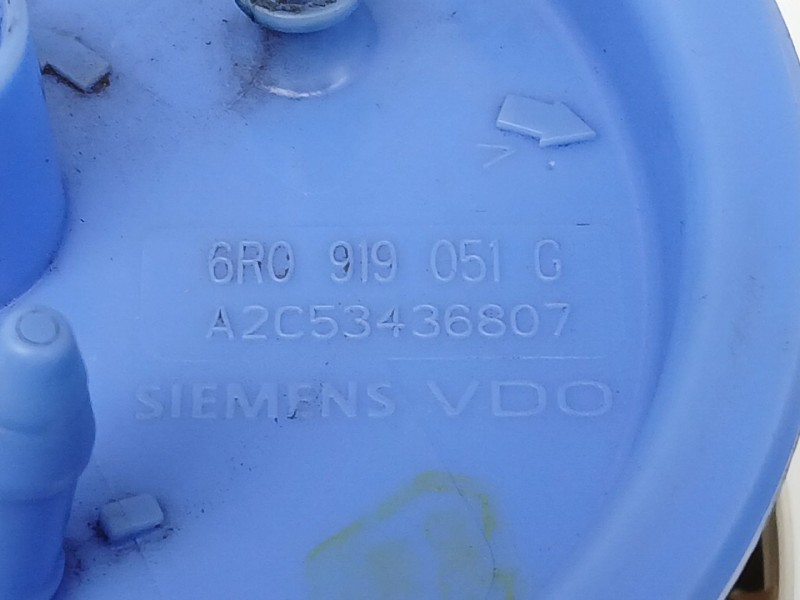 6R0 919 051 G
A2C53436807
SIEMENS VDO